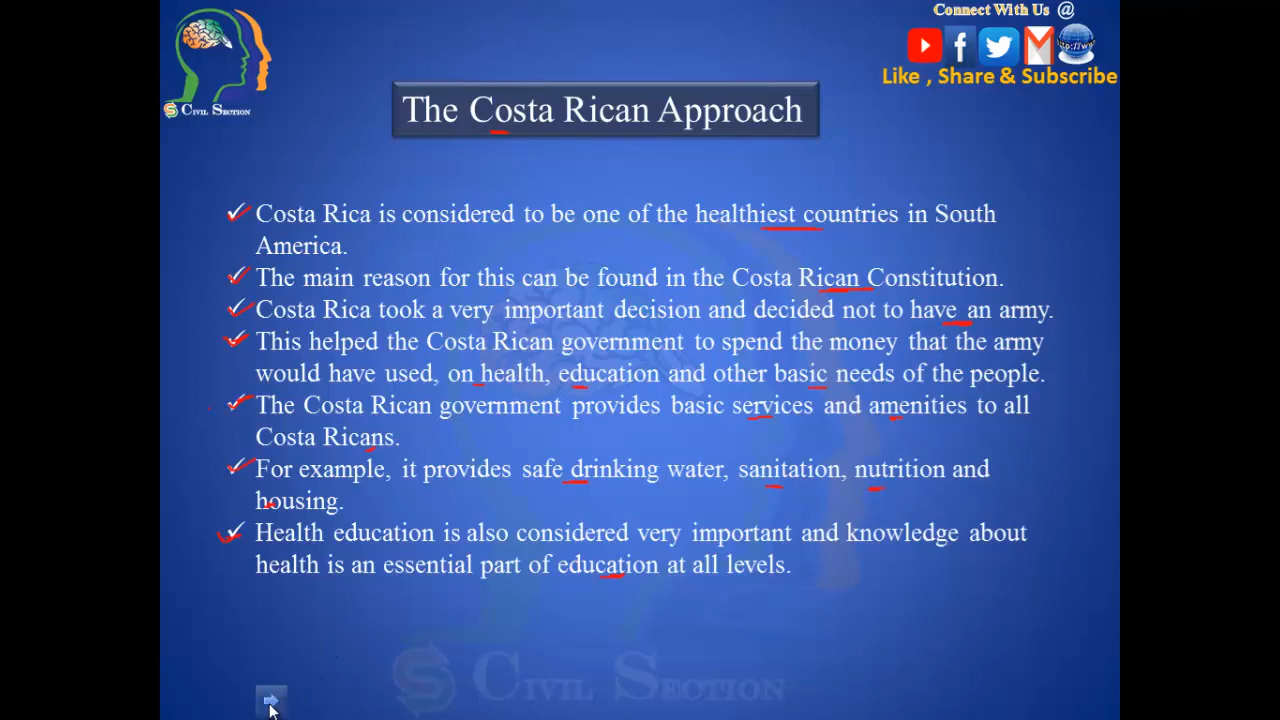 Connect With Us @
http://w
Like , Share & Subscribe
S CIVIL SECTION
The Costa Rican Approach
Costa Rica is considered to be one of the healthiest countries in South
America.
The main reason for this can be found in the Costa Rican Constitution.
Costa Rica took a very important decision and decided not to have an army.
This helped the Costa Rican government to spend the money that the army
would have used, on health, education and other basic needs of the people.
The Costa Rican government provides basic services and amenities to all
Costa Ricans.
For example, it provides safe drinking water, sanitation, nutrition and
housing.
Health education is also considered very important and knowledge about
health is an essential part of education at all levels.
S CIVIL SECTION